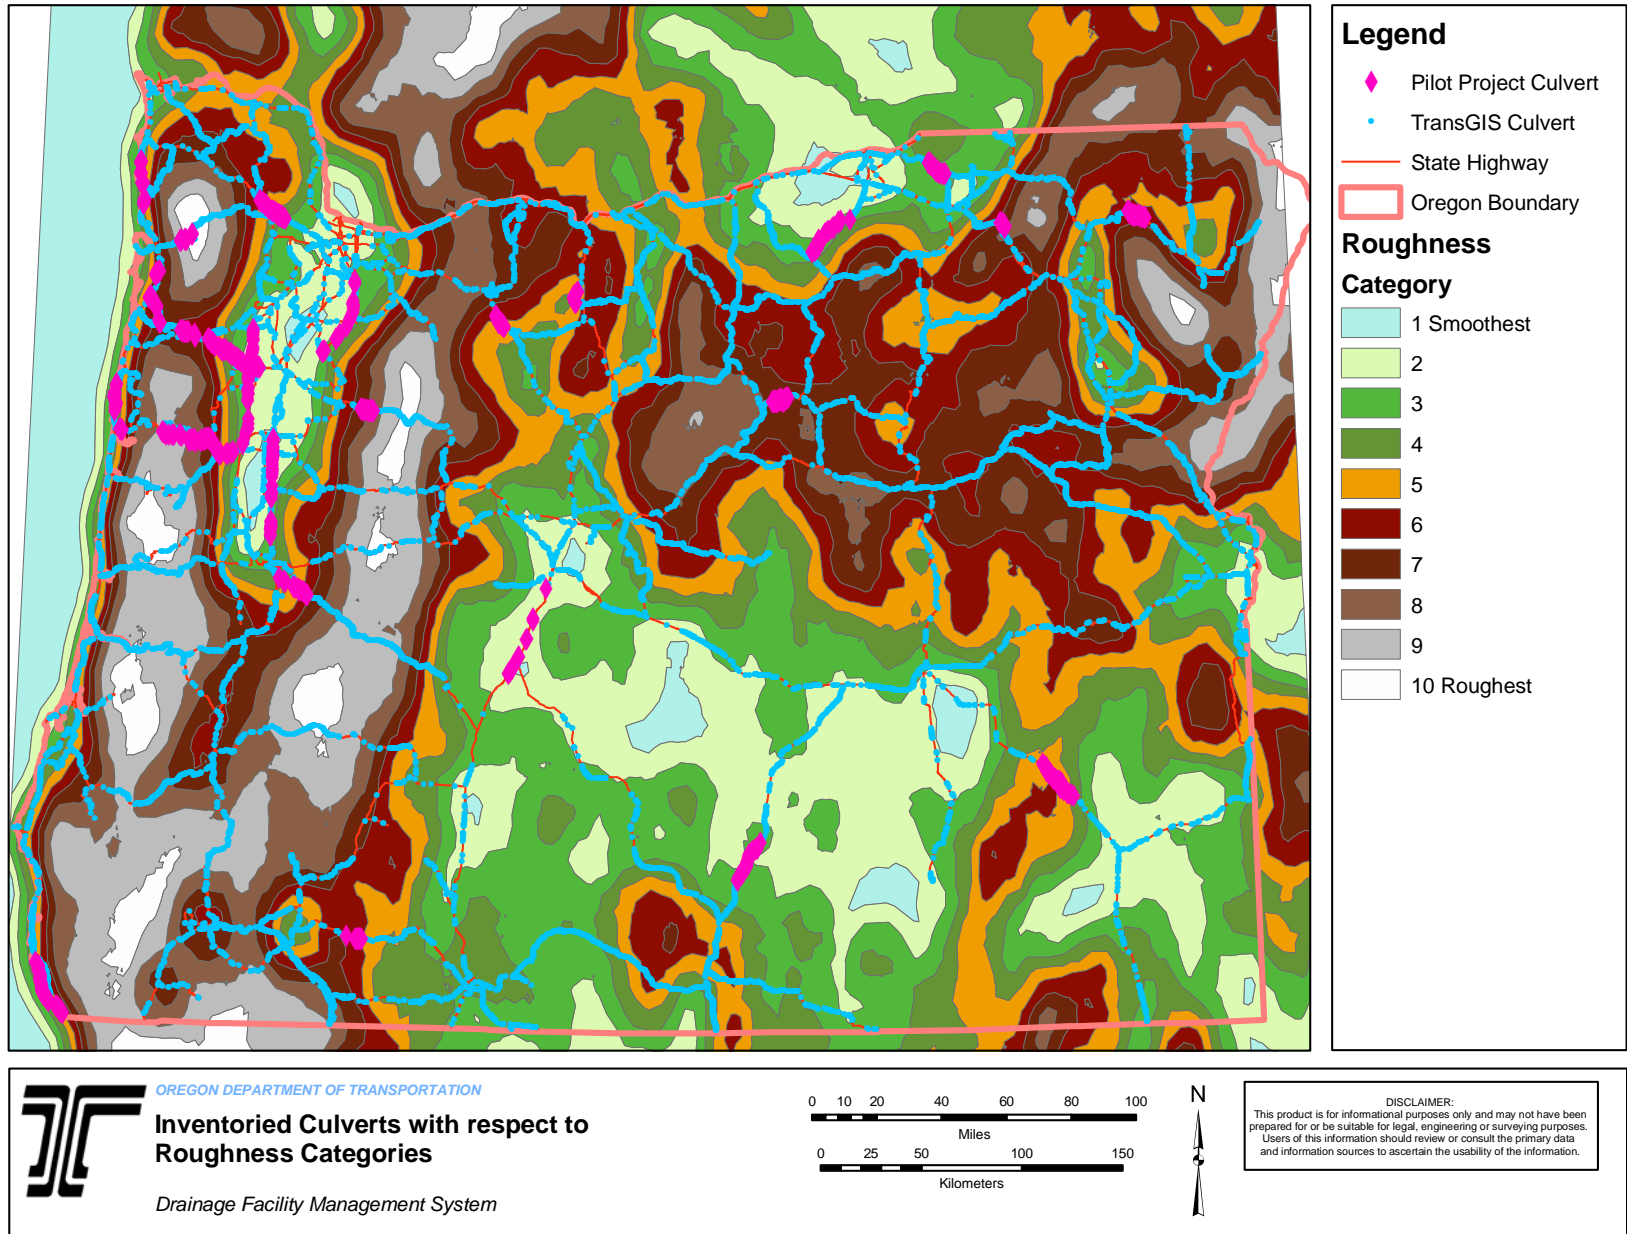 Legend
Pilot Project Culvert
TransGIS Culvert
State Highway
Oregon Boundary
Roughness
Category
1 Smoothest
2
3
4
5
6
7
8
9
10 Roughest
OREGON DEPARTMENT OF TRANSPORTATION
Inventoried Culverts with respect to
Roughness Categories
Drainage Facility Management System
0 10 20 40 60 80 100
Miles
0 25 50 100 150
Kilometers
N
DISCLAIMER:
This product is for informational purposes only and may not have been
prepared for or be suitable for legal, engineering or surveying purposes.
Users of this information should review or consult the primary data
and information sources to ascertain the usability of the information.